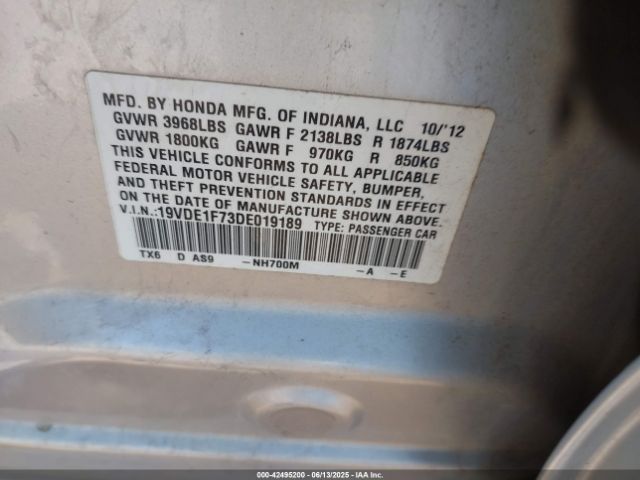 MFD. BY HONDA MFG. OF INDIANA, LLC 10/'12
GVWR 3968LBS GAWR F 2138LBS R 1874LBS
GVWR 1800KG GAWR F 970KG R 850KG
THIS VEHICLE CONFORMS TO ALL APPLICABLE
FEDERAL MOTOR VEHICLE SAFETY, BUMPER,
AND THEFT PREVENTION STANDARDS IN EFFECT
ON THE DATE OF MANUFACTURE SHOWN ABOVE.
V.I.N.:19VDE1F73DE019189 TYPE: PASSENGER CAR
TX6 D AS9 -NH700M -A -E
000-42495200 - 06/13/2025 - IAA Inc.